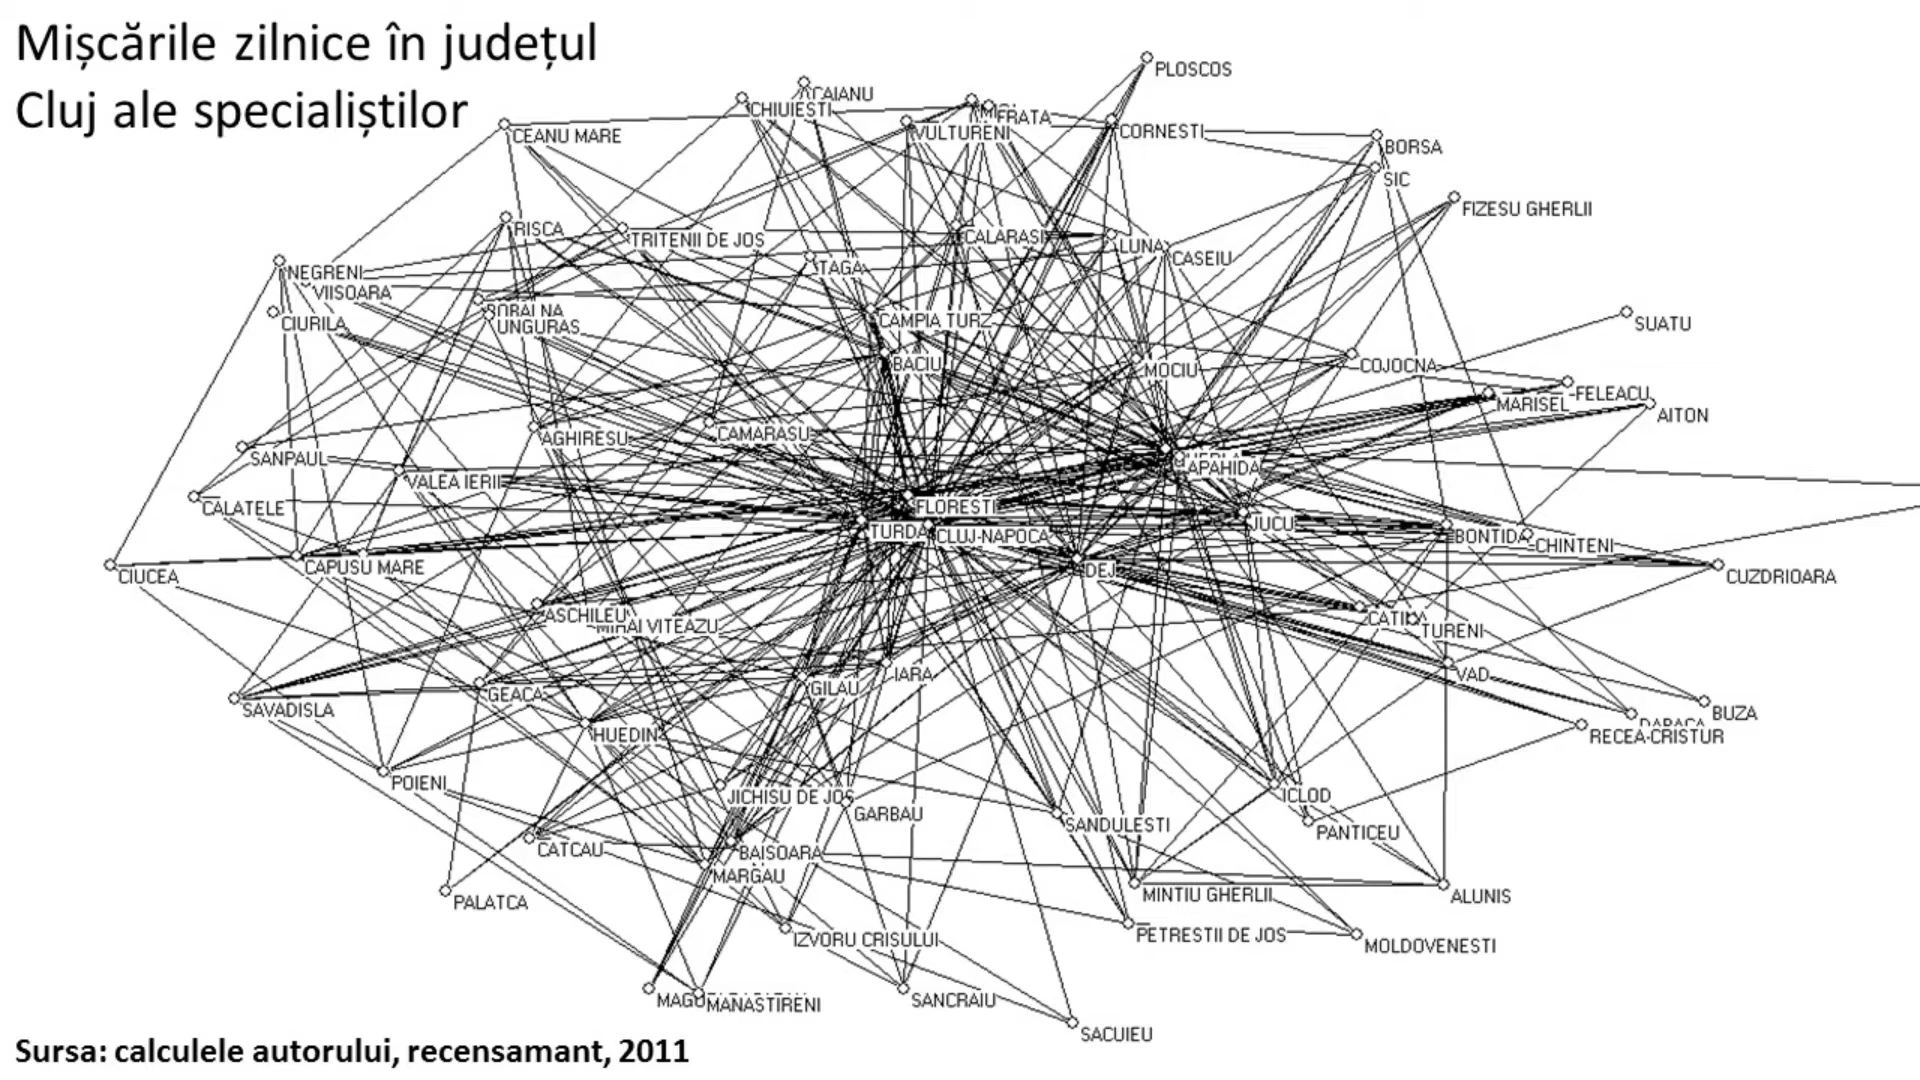 Mișcările zilnice în județul
Cluj ale specialiștilor
PLOSCOS
CAIANU
CHIUIESTI
FRATA
CEANU MARE
VULTURENI
CORNESTI
BORSA
SIC
FIZESU GHERLII
RISCA
TRITENII DE JOS
CALARASI
LUNA
CASEIU
TAGA
NEGRENI
VIISOARA
CIURILA
UNGURAS
CAMPIA TURZ
SUATU
BACIU
MOCIU
COJOCNA
FELEACU
MARISEL
AITON
AGHIRESU
CAMARASU
SANPAUL
APAHIDA
VALEA IERII
CALATELE
FLORESTI
TURDA
CLUJ-NAPOCA
JUCU
BONTIDA
CHINTENI
CIUCEA
CAPUSU MARE
DEJ
CUZDRIOARA
ASCHILEU
MIHAI VITEAZU
CATINA
TURENI
IARA
VAD
GILAU
GEACA
SAVADISLA
BUZA
HUEDIN
RECEA-CRISTUR
POIENI
JICHISU DE JOS
ICLOD
GARBAU
SANDULESTI
PANTICEU
CATCAU
BAISOARA
MARGAU
MINTIU GHERLII
ALUNIS
PALATCA
PETRESTII DE JOS
IZVORU CRISULUI
MOLDOVENESTI
MANASTIRENI
SANCRAIU
SACUIEU
Sursa: calculele autorului, recensamant, 2011